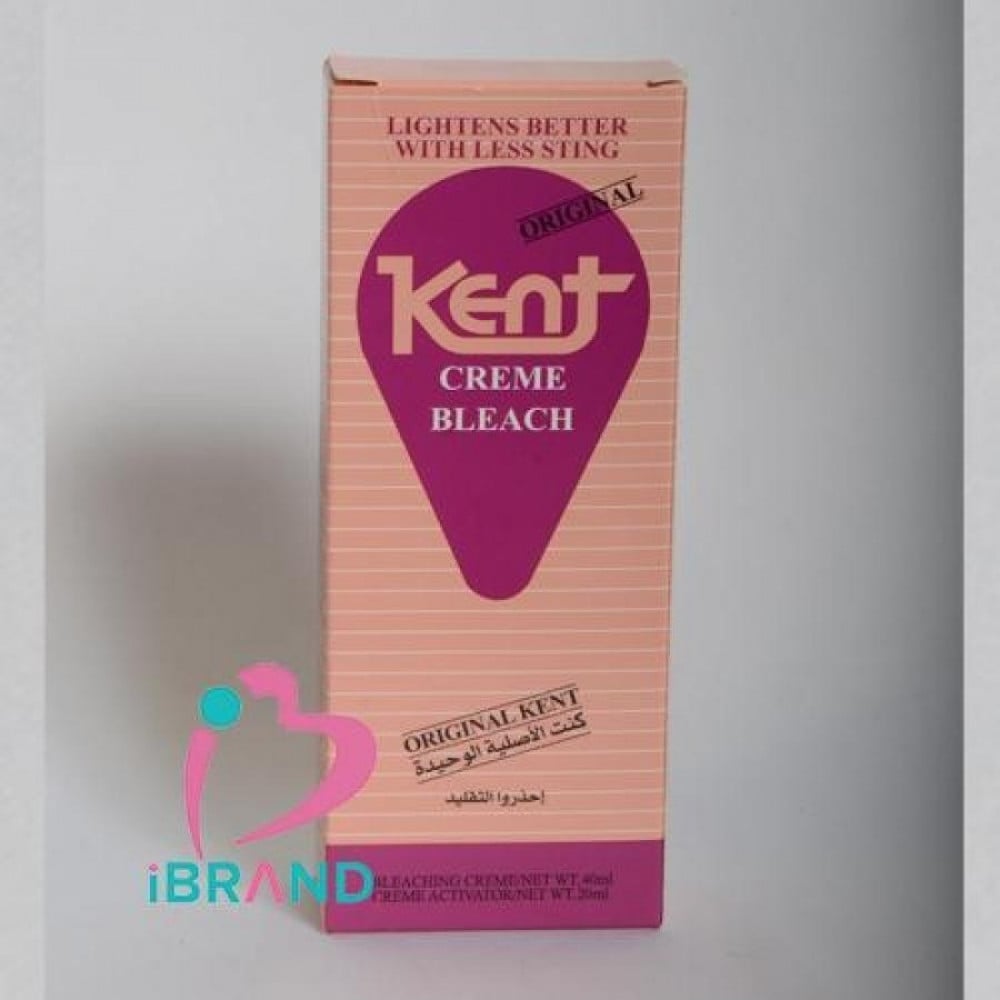 LIGHTENS BETTER
WITH LESS STING
ORIGINAL
Kent
CREME
BLEACH
ORIGINAL KENT
كنت الأصلية الوحيدة
إحذروا التقليد
BLEACHING CREME/NET WT. 40ml
CREME ACTIVATOR/NET WT. 20ml
iBRAND